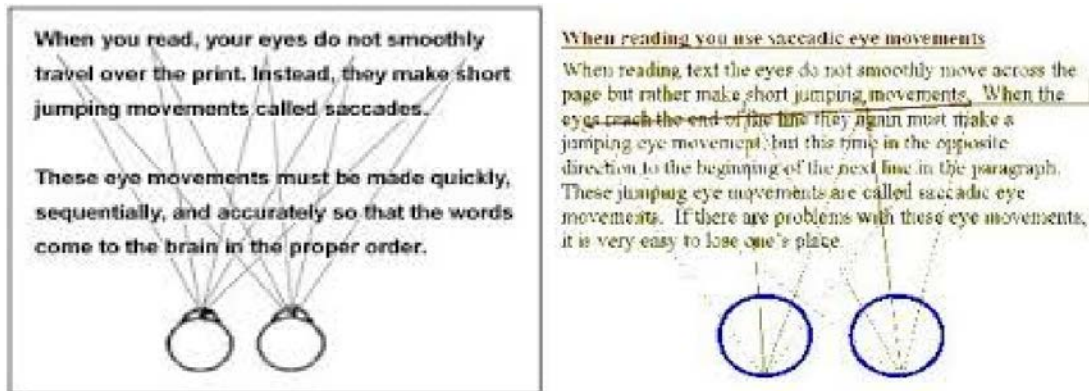 When you read, your eyes do not smoothly
travel over the print. Instead, they make short
jumping movements called saccades.
These eye movements must be made quickly,
sequentially, and accurately so that the words
come to the brain in the proper order.
When reading you use saccadic eye movements
When reading text the eyes do not smoothly move across the
page but rather make short jumping movements. When the
eyes reach the end of the line they again must make a
jumping eye movement, but this time in the opposite
direction to the beginning of the next line in the paragraph.
These jumping eye movements are called saccadic eye
movements. If there are problems with these eye movements,
it is very easy to lose one's place.